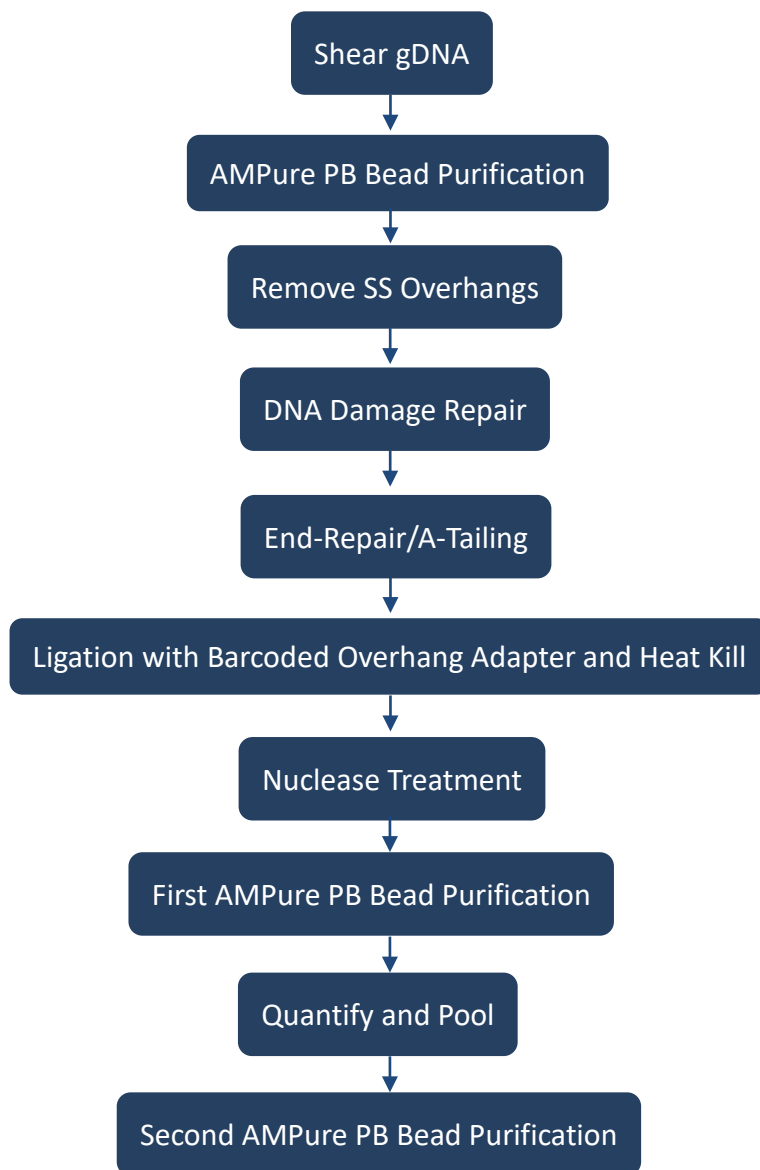 Shear gDNA
AMPure PB Bead Purification
Remove SS Overhangs
DNA Damage Repair
End-Repair/A-Tailing
Ligation with Barcoded Overhang Adapter and Heat Kill
Nuclease Treatment
First AMPure PB Bead Purification
Quantify and Pool
Second AMPure PB Bead Purification